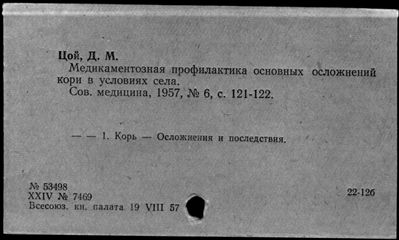 Цой, Д. М.
Медикаментозная профилактика основных осложнений
кори в условиях села.
Сов. медицина, 1957, № 6, с. 121-122.
— — 1. Корь — Осложнения и последствия.
№ 53498
XXIV № 7469
Всесоюз. кн. палата 19 VIII 57
22-12б